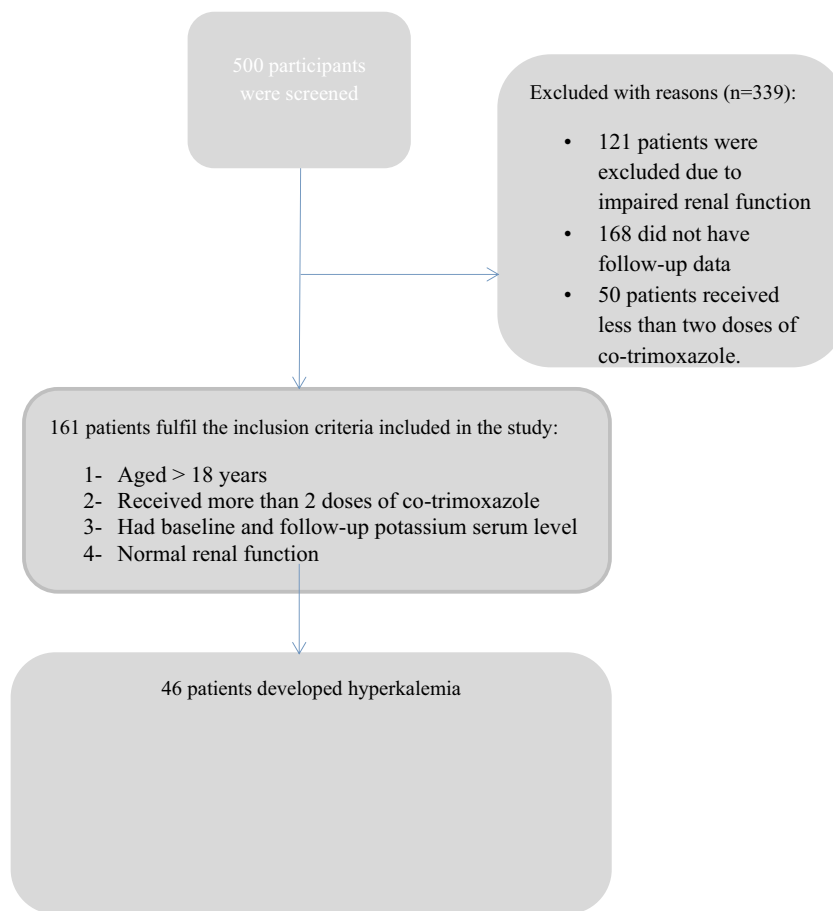 500 participants
were screened
Excluded with reasons (n=339):
• 121 patients were
excluded due to
impaired renal function
• 168 did not have
follow-up data
• 50 patients received
less than two doses of
co-trimoxazole.
161 patients fulfil the inclusion criteria included in the study:
1- Aged > 18 years
2- Received more than 2 doses of co-trimoxazole
3- Had baseline and follow-up potassium serum level
4- Normal renal function
46 patients developed hyperkalemia